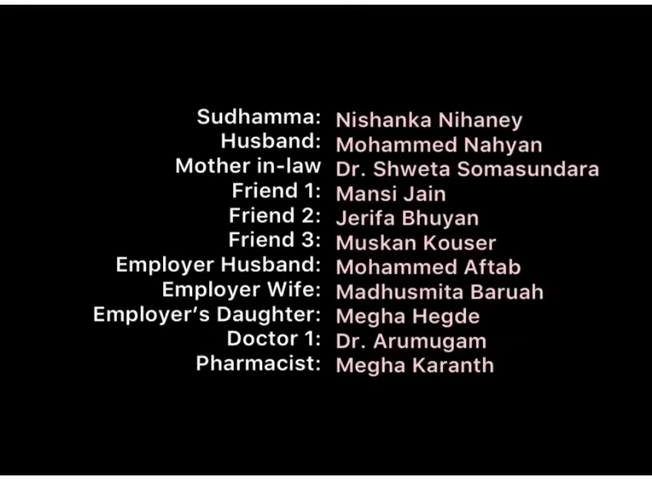 Sudhamma: Nishanka Nihaney
Husband: Mohammed Nahyan
Mother in-law Dr. Shweta Somasundara
Friend 1: Mansi Jain
Friend 2: Jerifa Bhuyan
Friend 3: Muskan Kouser
Employer Husband: Mohammed Aftab
Employer Wife: Madhusmita Baruah
Employer’s Daughter: Megha Hegde
Doctor 1: Dr. Arumugam
Pharmacist: Megha Karanth